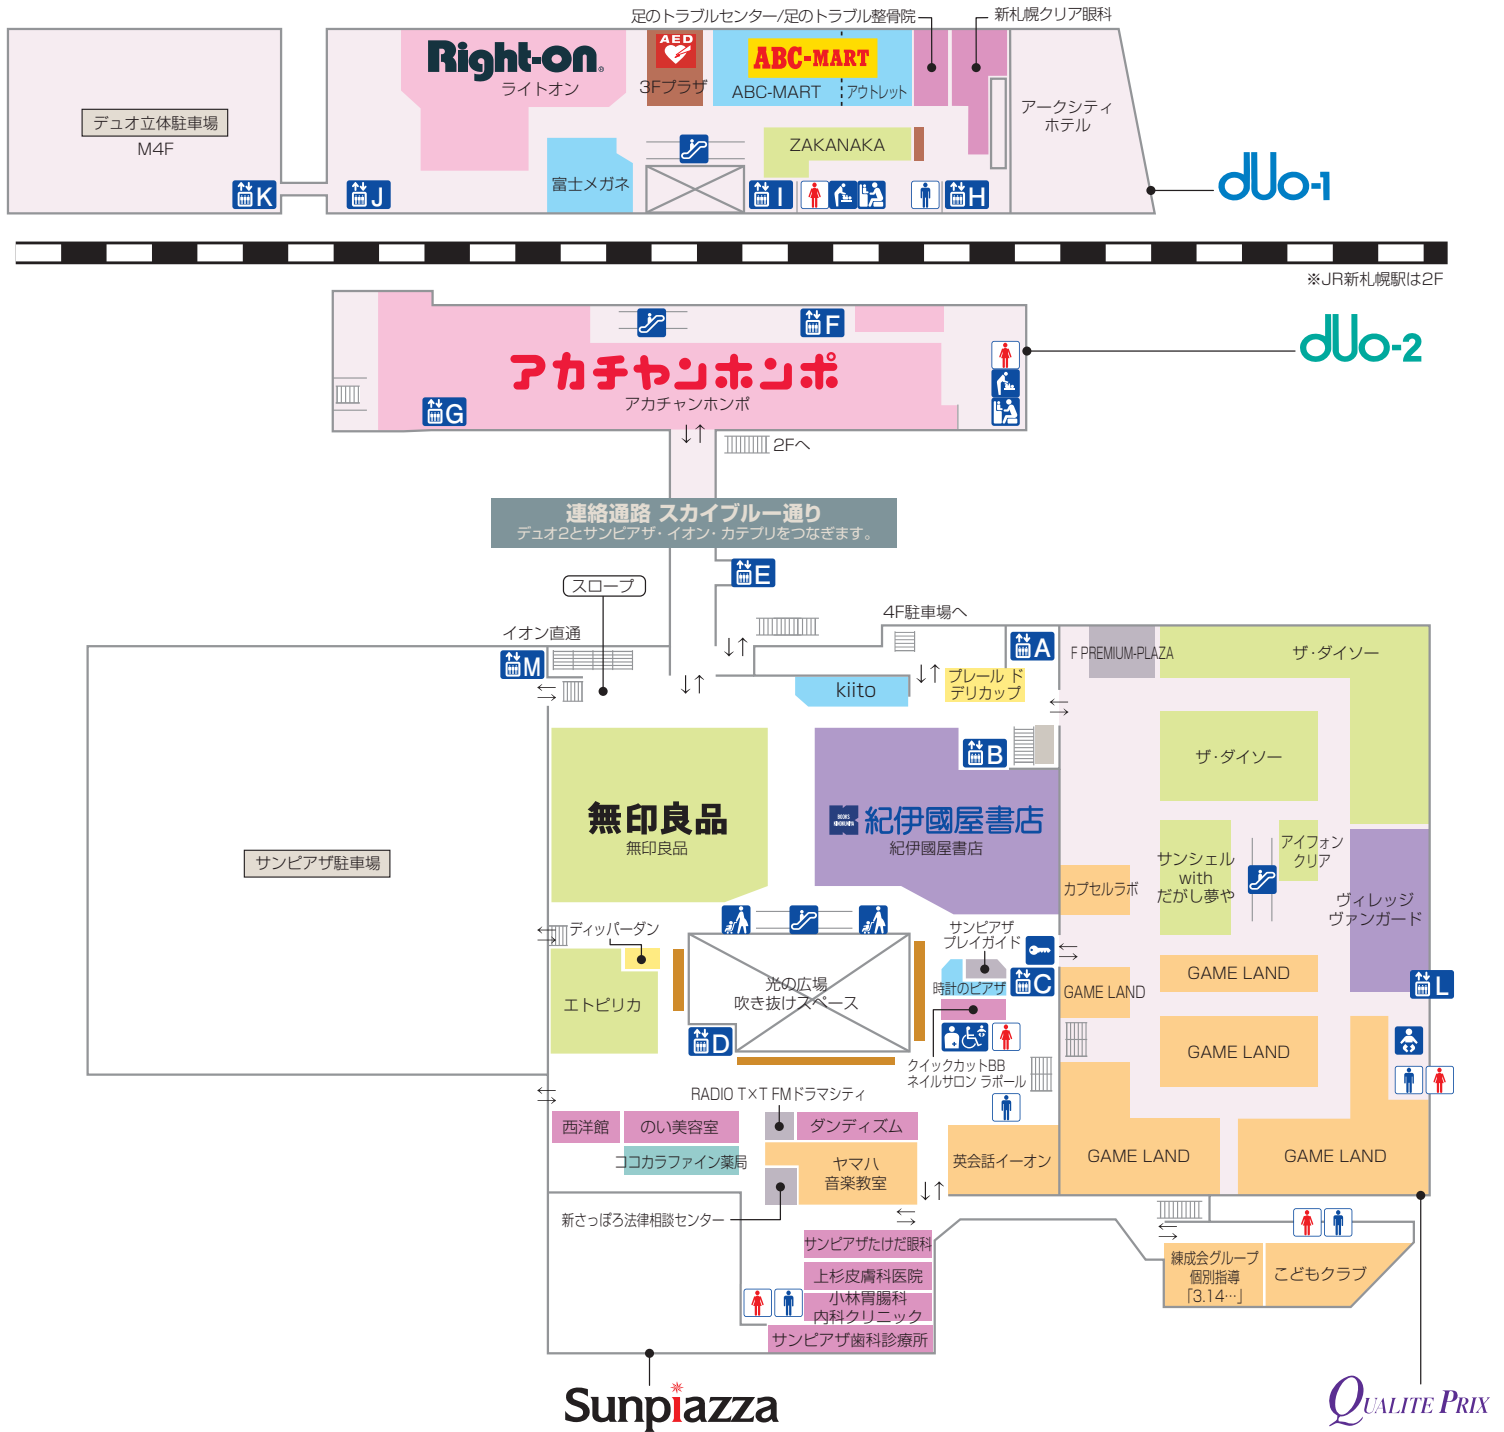 足のトラブルセンター/足のトラブル整骨院
新札幌クリア眼科
Right-on
ライトオン
AED
3Fプラザ
ABC-MART
ABC-MART
アウトレット
アークシティ
ホテル
デュオ立体駐車場
M4F
ZAKANAKA
富士メガネ
K
J
I
H
duo-1
※JR新札幌駅は2F
F
アカチャンホンポ
アカチャンホンポ
G
duo-2
2Fへ
連絡通路 スカイブルー通り
デュオ2とサンピアザ・イオン・カテプリをつなぎます。
E
スロープ
4F駐車場へ
イオン直通
M
A
F PREMIUM-PLAZA
ザ・ダイソー
kiito
プレール ド
デリカップ
B
ザ・ダイソー
無印良品
無印良品
BOOKS
KINOKUNIYA
紀伊國屋書店
紀伊國屋書店
サンピアザ駐車場
カプセルラボ
サンシェル
with
だがし夢や
アイフォン
クリア
ヴィレッジ
ヴァンガード
ディッパーダン
サンピアザ
プレイガイド
エトピリカ
光の広場
吹き抜けスペース
時計のピアザ
C
GAME LAND
GAME LAND
L
D
GAME LAND
クイックカットBB
ネイルサロン ラポール
RADIO T×T FMドラマシティ
西洋館
のい美容室
ダンディズム
ココカラファイン薬局
ヤマハ
音楽教室
英会話イーオン
GAME LAND
GAME LAND
新さっぽろ法律相談センター
サンピアザたけだ眼科
上杉皮膚科医院
小林胃腸科
内科クリニック
サンピアザ歯科診療所
練成会グループ
個別指導
「3.14…」
こどもクラブ
Sunpiazza
QUALITE PRIX